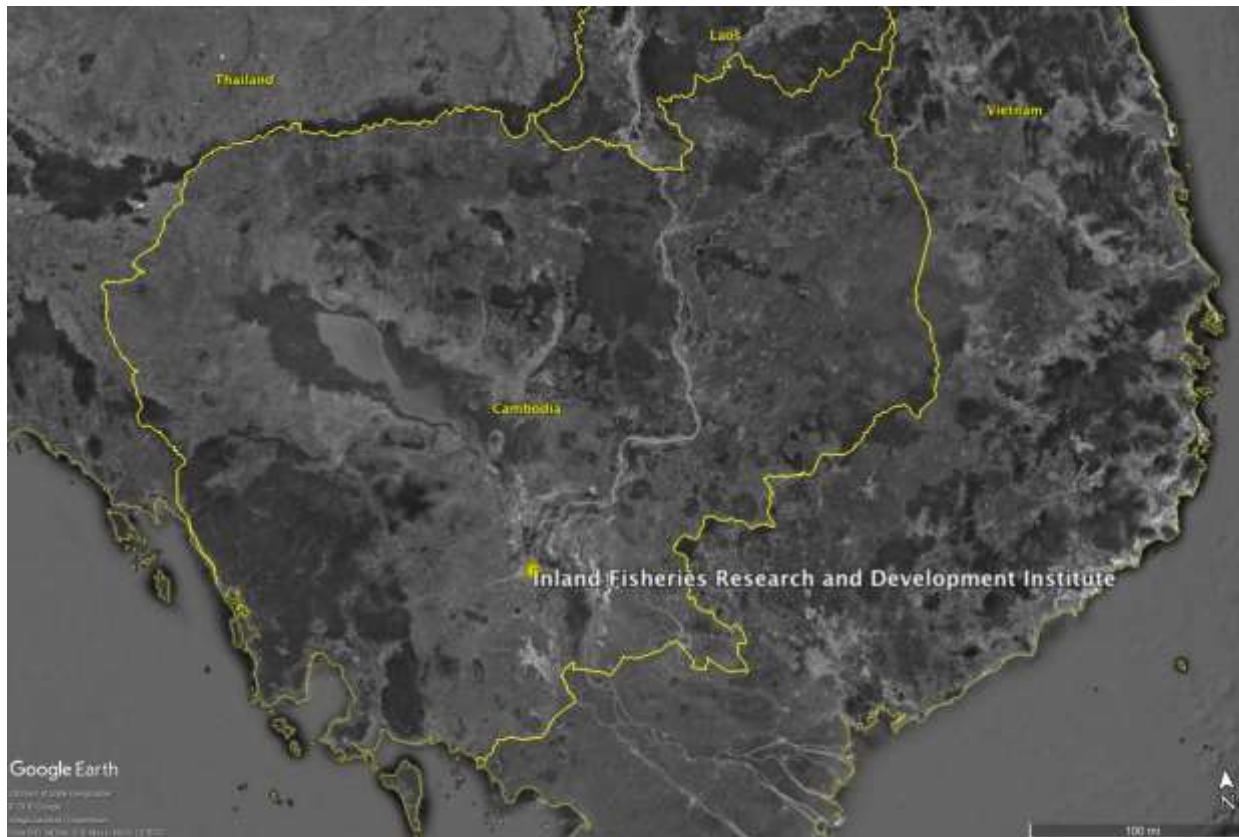 Laos
Thailand
Vietnam
Cambodia
Inland Fisheries Research and Development Institute
Google Earth
N
100 mi